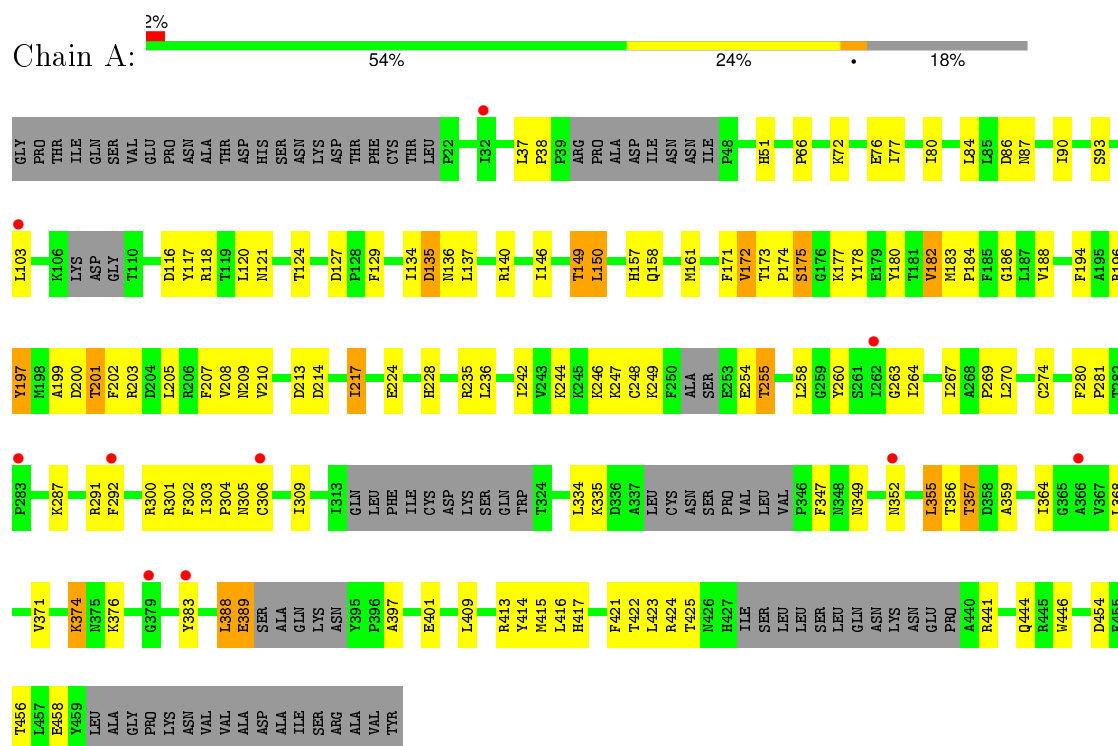 2%
Chain A:
54% 24% • 18%
GLY PRO THR ILE GLN SER VAL GLU PRO ASN ALA THR ASP HIS SER ASN LYS ASP THR PHE CYS THR LEU P22 I32 L37 P38 P39 ARG PRO ALA ASP ILE ASN ASN ILE P48 H51 P66 K72 E76 I77 I80 L84 L85 D86 N87 I90 S93
L103 K106 LYS ASP GLY T110 D116 Y117 R118 T119 L120 N121 T124 D127 P128 F129 I134 D135 N136 L137 R140 I146 T149 L150 H157 Q158 M161 F171 V172 T173 P174 S175 G176 K177 Y178 E179 Y180 T181 V182 M183 P184 F185 G186 L187 V188 F194 A195
Y197 M198 A199 D200 T201 F202 R203 D204 L205 R206 F207 V208 N209 V210 D213 D214 I217 E224 H228 R235 L236 I242 V243 K244 K245 K246 K247 C248 K249 F250 ALA SER E253 E254 T255 L258 G259 Y260 S261 I262 G263 I264 I267 A268 P269 L270 C274 F280 P281
P283 K287 R291 F292 R300 R301 F302 I303 P304 N305 C306 I309 I313 GLN LEU PHE ILE CYS ASP LYS SER GLN TRP T324 L334 K335 D336 A337 LEU CYS ASN SER PRO VAL LEU VAL P346 F347 N348 N349 N352 L355 T356 T357 D358 A359 I364 G365 A366 V367 L368
V371 K374 N375 K376 G379 Y383 L388 E389 SER ALA GLN LYS ASN Y395 P396 A397 E401 L409 R413 Y414 M415 L416 H417 F421 T422 L423 R424 T425 N426 H427 ILE SER LEU LEU SER LEU GLN ASN LYS ASN GLU PRO A440 R441 Q444 R445 W446 D454
T456 L457 E458 Y459 LEU ALA GLY PRO LYS ASN VAL VAL ALA ASP ALA ILE SER ARG ALA VAL TYR